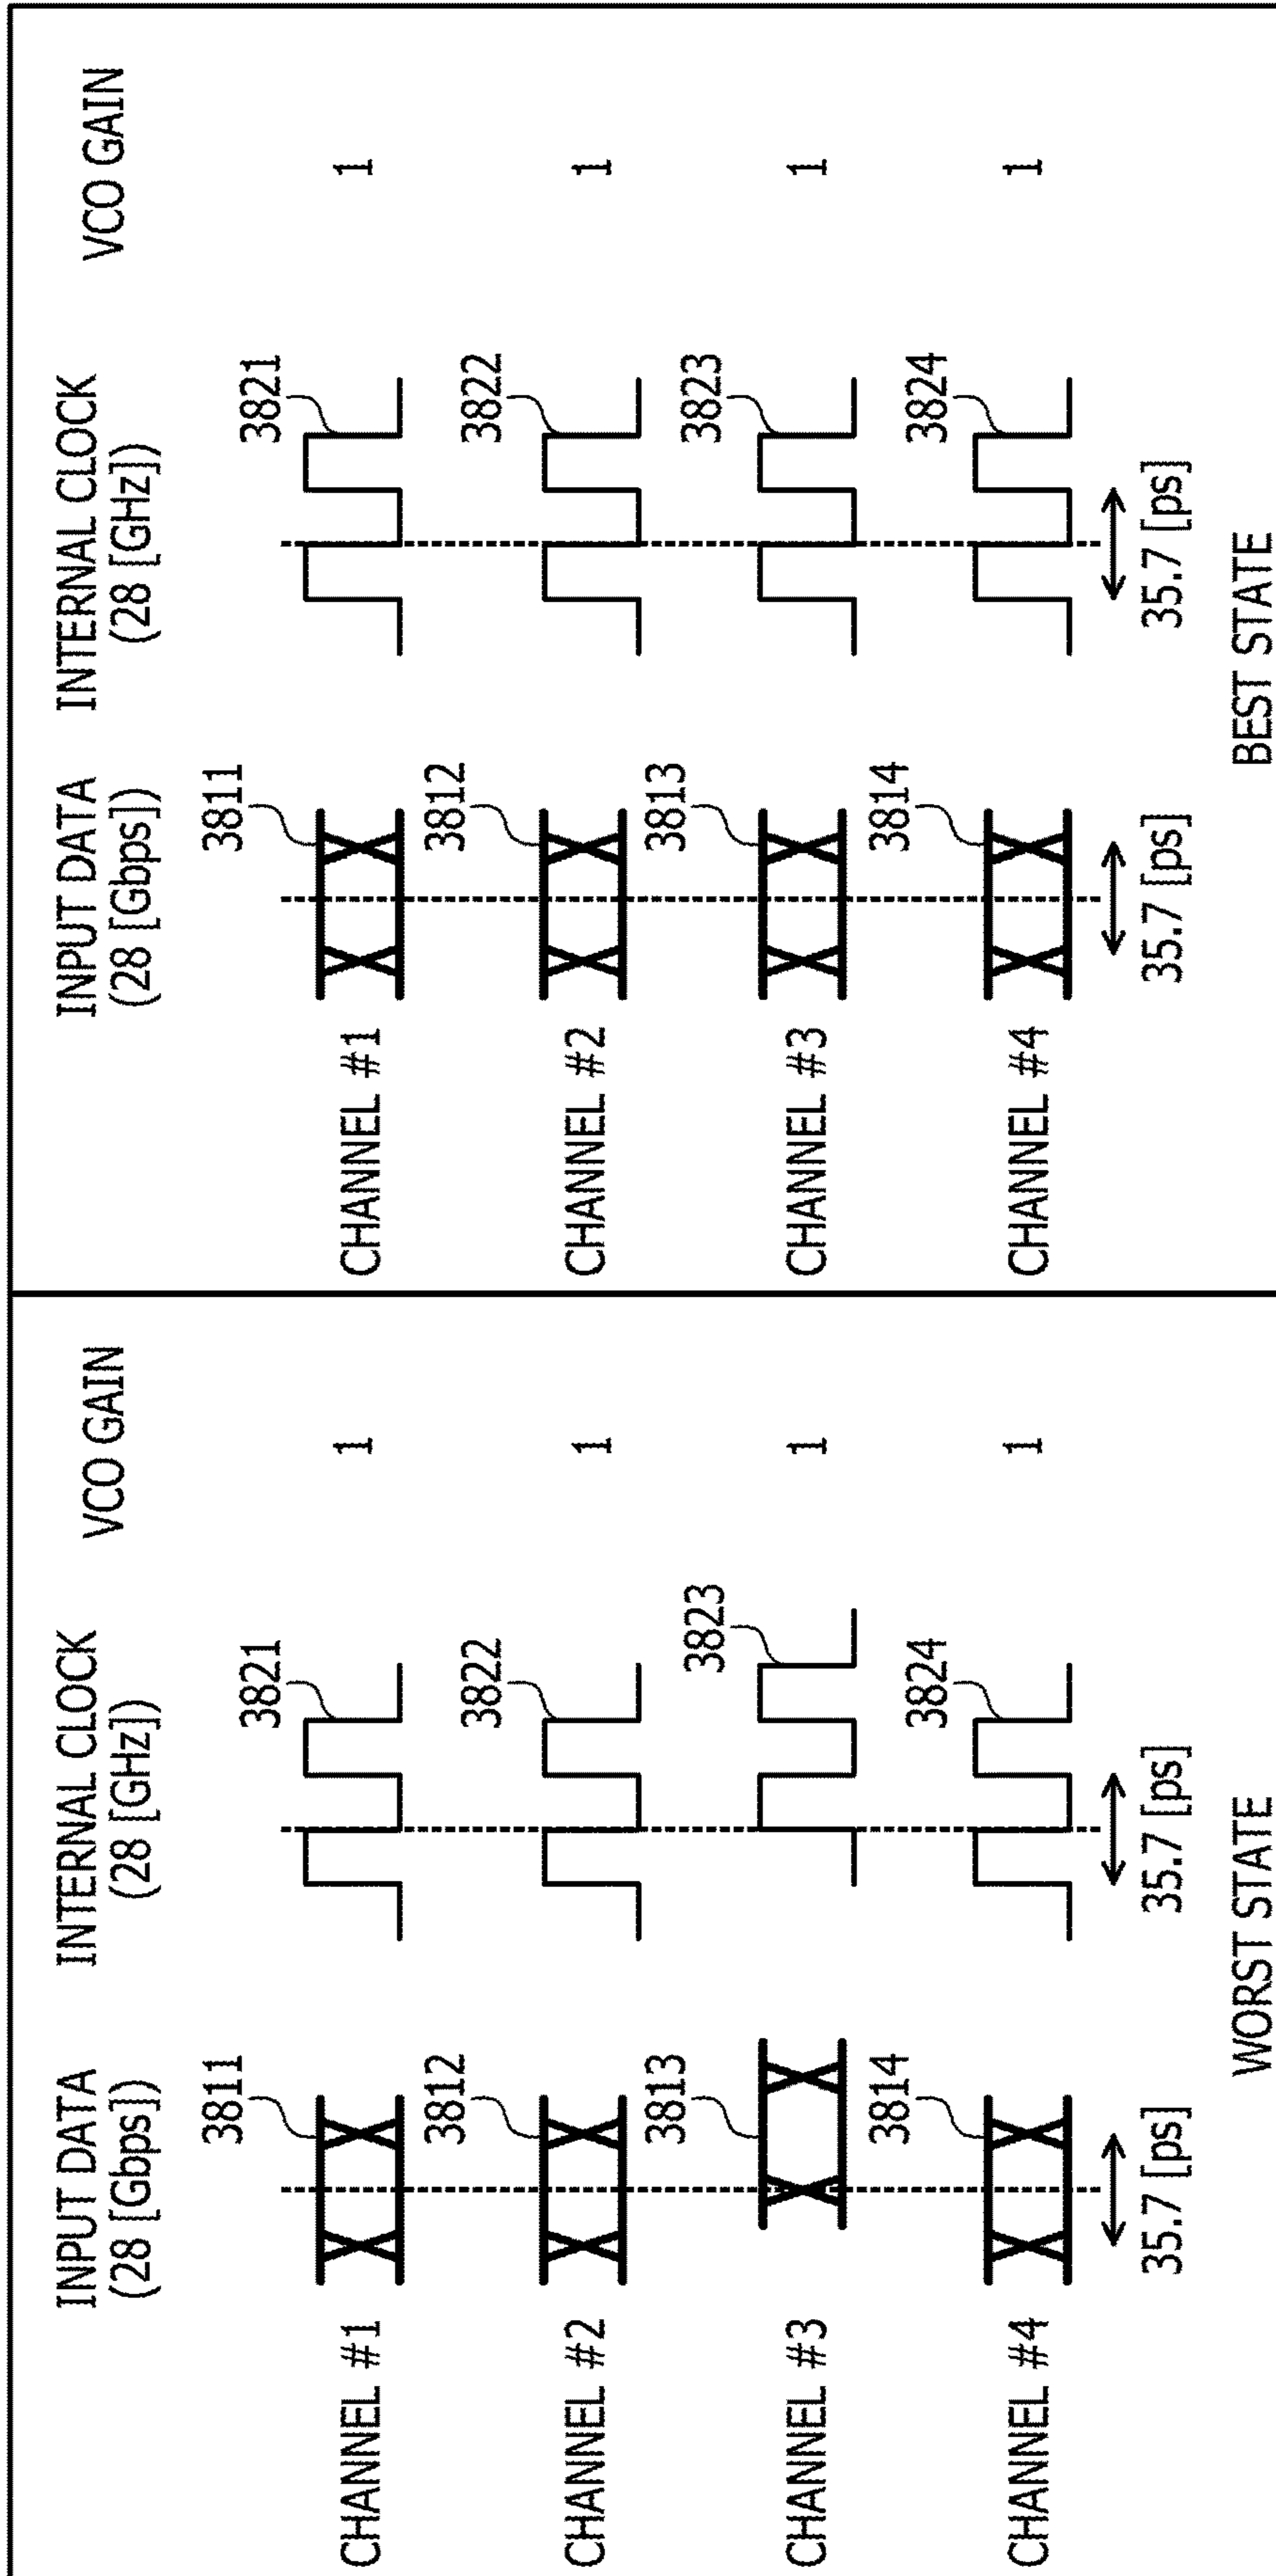 INPUT DATA
(28 [Gbps])
INTERNAL CLOCK
(28 [GHz])
VCO GAIN
3811
3821
CHANNEL #1
1
3812
3822
CHANNEL #2
1
3813
3823
CHANNEL #3
1
3814
3824
CHANNEL #4
1
35.7 [ps]
35.7 [ps]
WORST STATE
INPUT DATA
(28 [Gbps])
INTERNAL CLOCK
(28 [GHz])
VCO GAIN
3811
3821
CHANNEL #1
1
3812
3822
CHANNEL #2
1
3813
3823
CHANNEL #3
1
3814
3824
CHANNEL #4
1
35.7 [ps]
35.7 [ps]
BEST STATE